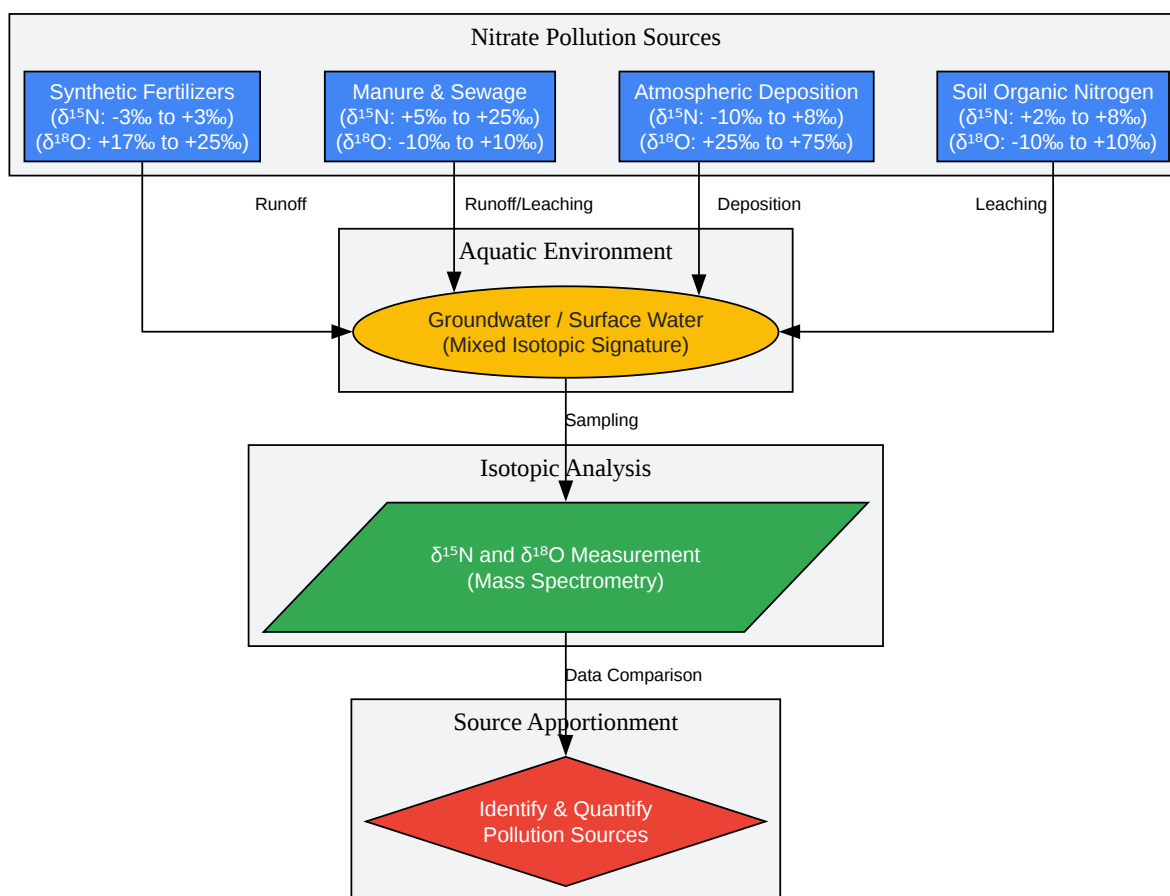 Nitrate Pollution Sources
Synthetic Fertilizers
(δ¹⁵N: -3‰ to +3‰)
(δ¹⁸O: +17‰ to +25‰)
Manure & Sewage
(δ¹⁵N: +5‰ to +25‰)
(δ¹⁸O: -10‰ to +10‰)
Atmospheric Deposition
(δ¹⁵N: -10‰ to +8‰)
(δ¹⁸O: +25‰ to +75‰)
Soil Organic Nitrogen
(δ¹⁵N: +2‰ to +8‰)
(δ¹⁸O: -10‰ to +10‰)
Runoff
Runoff/Leaching
Deposition
Leaching
Aquatic Environment
Groundwater / Surface Water
(Mixed Isotopic Signature)
Sampling
Isotopic Analysis
δ¹⁵N and δ¹⁸O Measurement
(Mass Spectrometry)
Data Comparison
Source Apportionment
Identify & Quantify
Pollution Sources